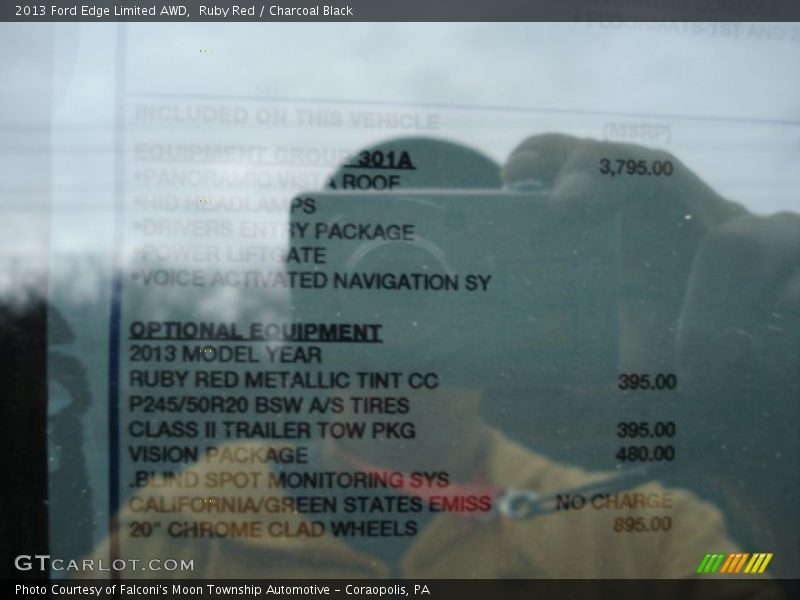 2013 Ford Edge Limited AWD, Ruby Red / Charcoal Black
FLOORMATS-1ST AND 2
INCLUDED ON THIS VEHICLE
(MSRP)
EQUIPMENT GROUP 301A 3,795.00
*PANORAMIC VISTA ROOF
*HID HEADLAMPS
*DRIVERS ENTRY PACKAGE
*POWER LIFTGATE
*VOICE ACTIVATED NAVIGATION SY
OPTIONAL EQUIPMENT
2013 MODEL YEAR
RUBY RED METALLIC TINT CC 395.00
P245/50R20 BSW A/S TIRES
CLASS II TRAILER TOW PKG 395.00
VISION PACKAGE 480.00
.BLIND SPOT MONITORING SYS
CALIFORNIA/GREEN STATES EMISS NO CHARGE
20" CHROME CLAD WHEELS 895.00
GTCARLOT.COM
Photo Courtesy of Falconi's Moon Township Automotive - Coraopolis, PA